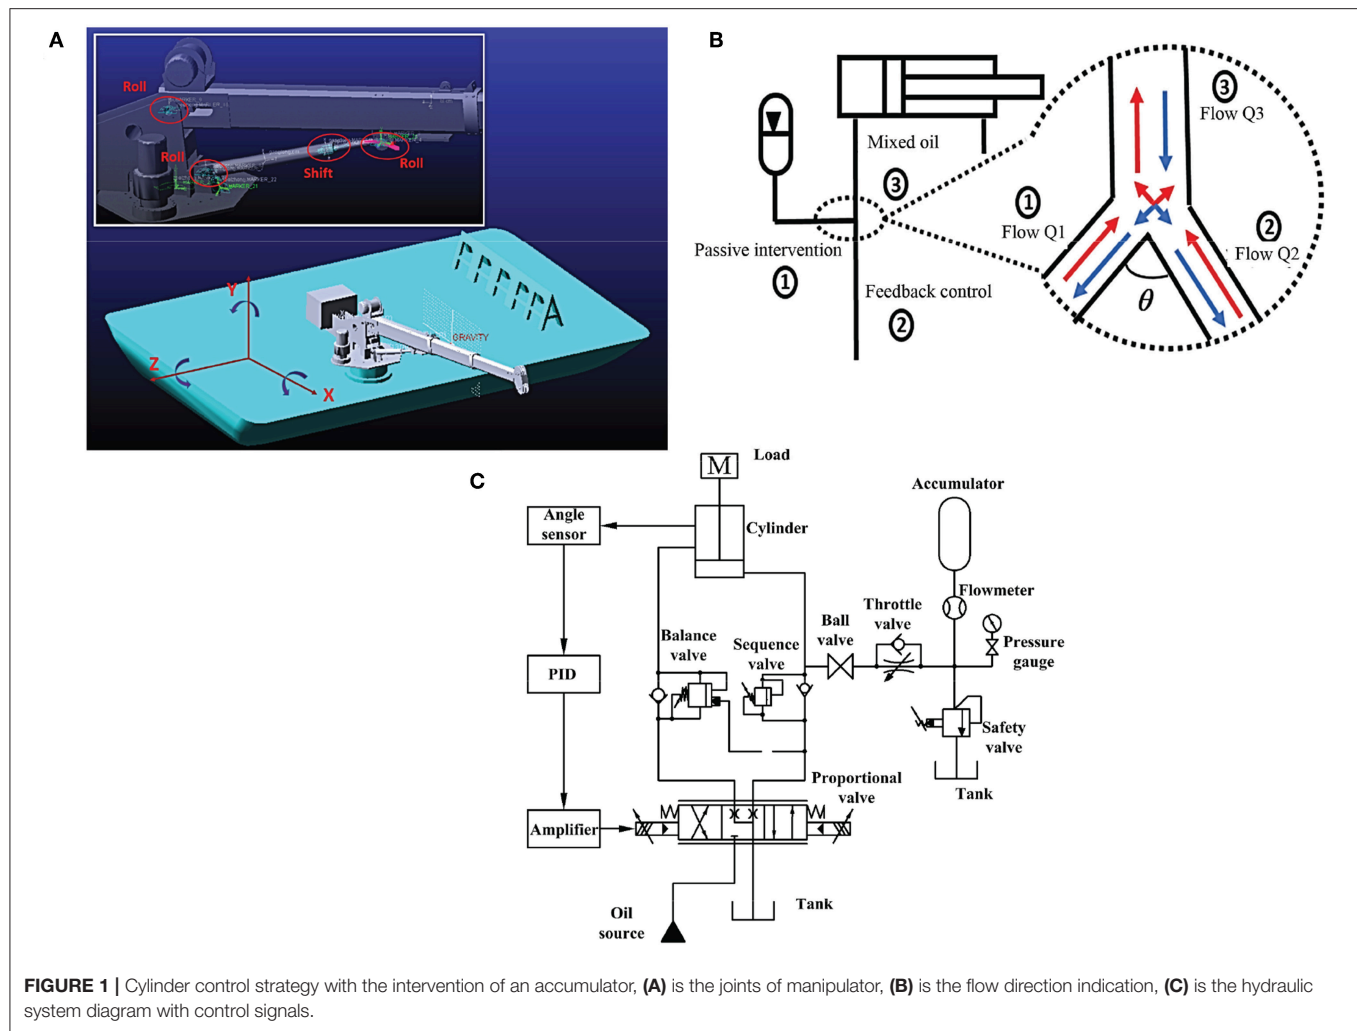 A
Roll
Roll
Shift
Roll
Y
Z
X
GRAVITY
B
Mixed oil
③
Passive intervention
①
Feedback control
②
③
Flow Q3
①
Flow Q1
②
Flow Q2
θ
C
M
Load
Angle
sensor
Cylinder
Accumulator
Flowmeter
Throttle
valve
Ball
valve
Pressure
gauge
Balance
valve
Sequence
valve
PID
Safety
valve
Tank
Proportional
valve
Amplifier
Tank
Oil
source
FIGURE 1 | Cylinder control strategy with the intervention of an accumulator, (A) is the joints of manipulator, (B) is the flow direction indication, (C) is the hydraulic
system diagram with control signals.